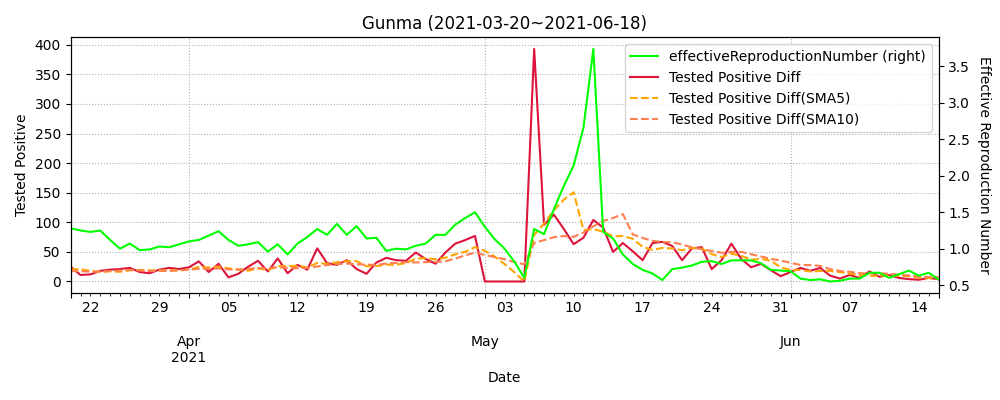 Gunma (2021-03-20~2021-06-18)
effectiveReproductionNumber (right)
Tested Positive Diff
Tested Positive Diff(SMA5)
Tested Positive Diff(SMA10)
Tested Positive
400
350
300
250
200
150
100
50
0
3.5
3.0
2.5
2.0
1.5
1.0
0.5
Effective Reproduction Number
22 29 05 12 19 26 03 10 17 24 31 07 14
Apr May Jun
2021
Date